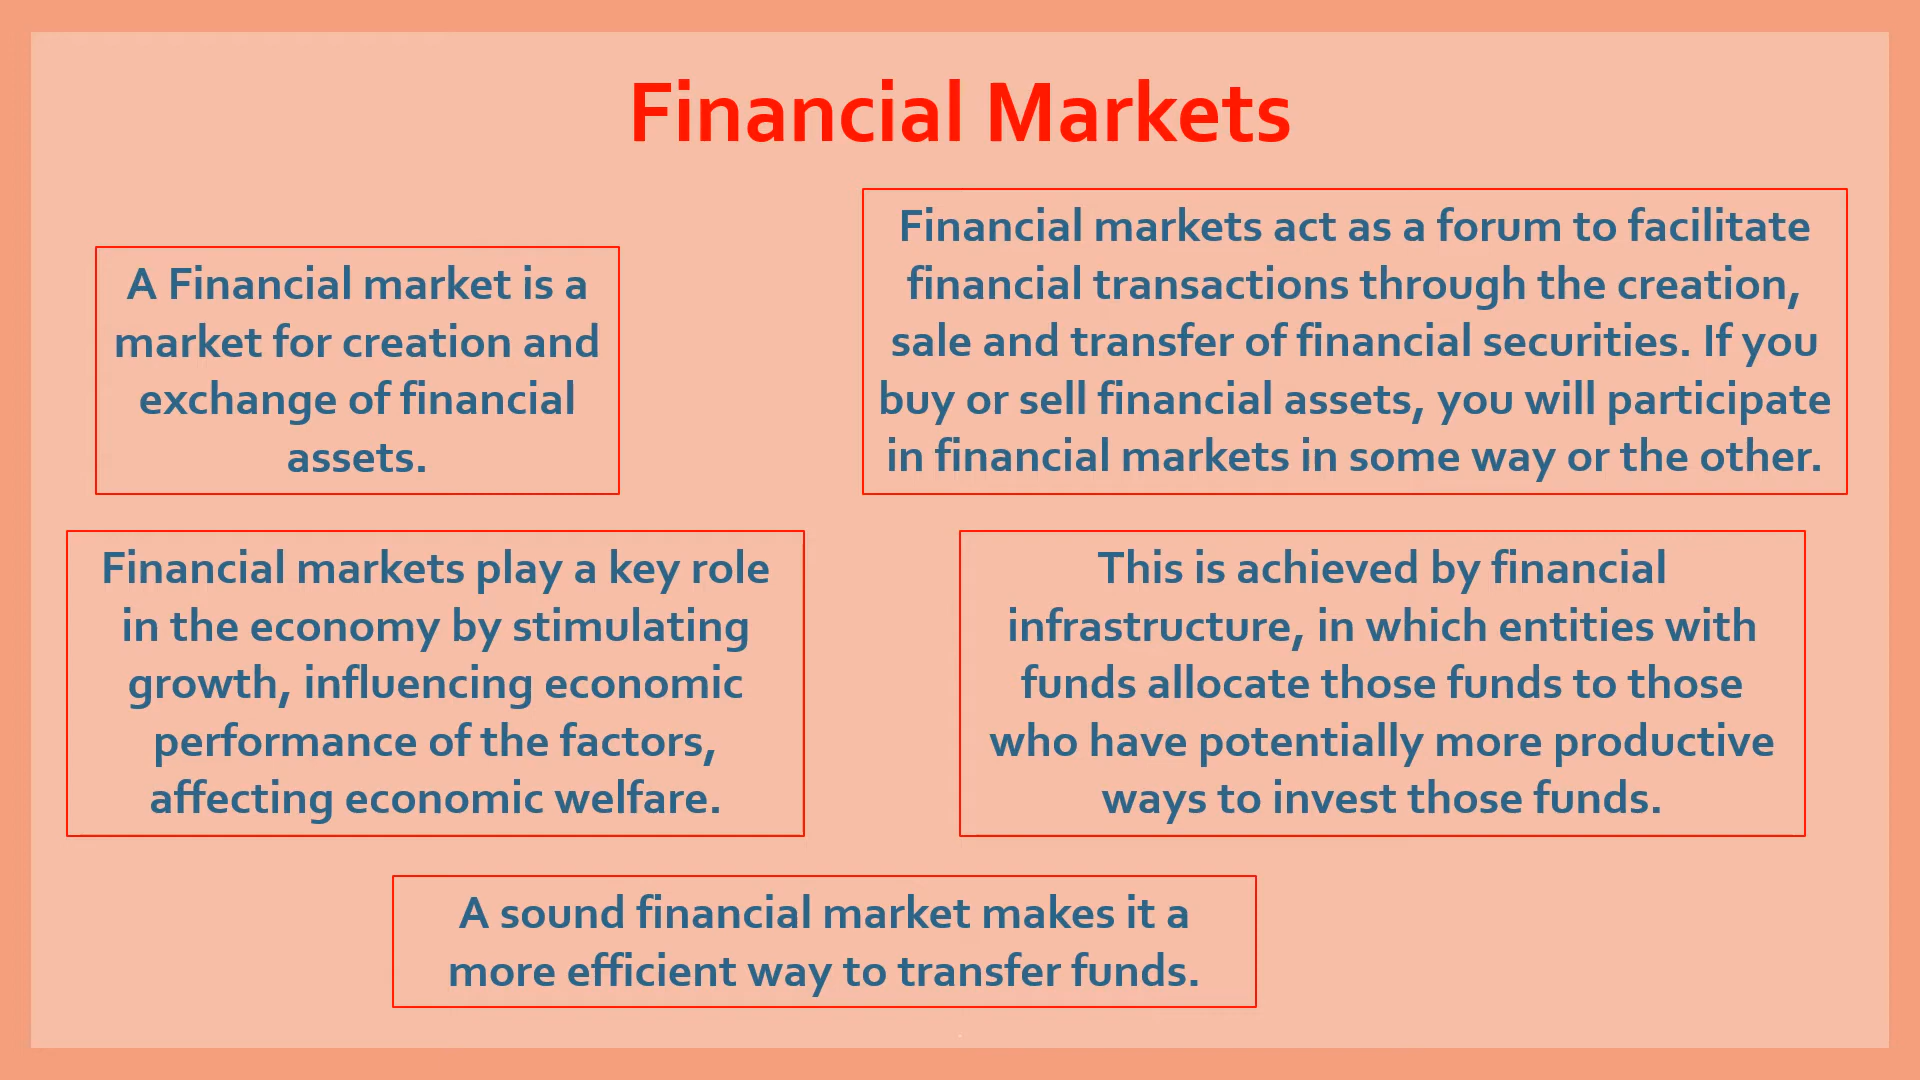 Financial Markets
A Financial market is a
market for creation and
exchange of financial
assets.
Financial markets act as a forum to facilitate
financial transactions through the creation,
sale and transfer of financial securities. If you
buy or sell financial assets, you will participate
in financial markets in some way or the other.
Financial markets play a key role
in the economy by stimulating
growth, influencing economic
performance of the factors,
affecting economic welfare.
This is achieved by financial
infrastructure, in which entities with
funds allocate those funds to those
who have potentially more productive
ways to invest those funds.
A sound financial market makes it a
more efficient way to transfer funds.